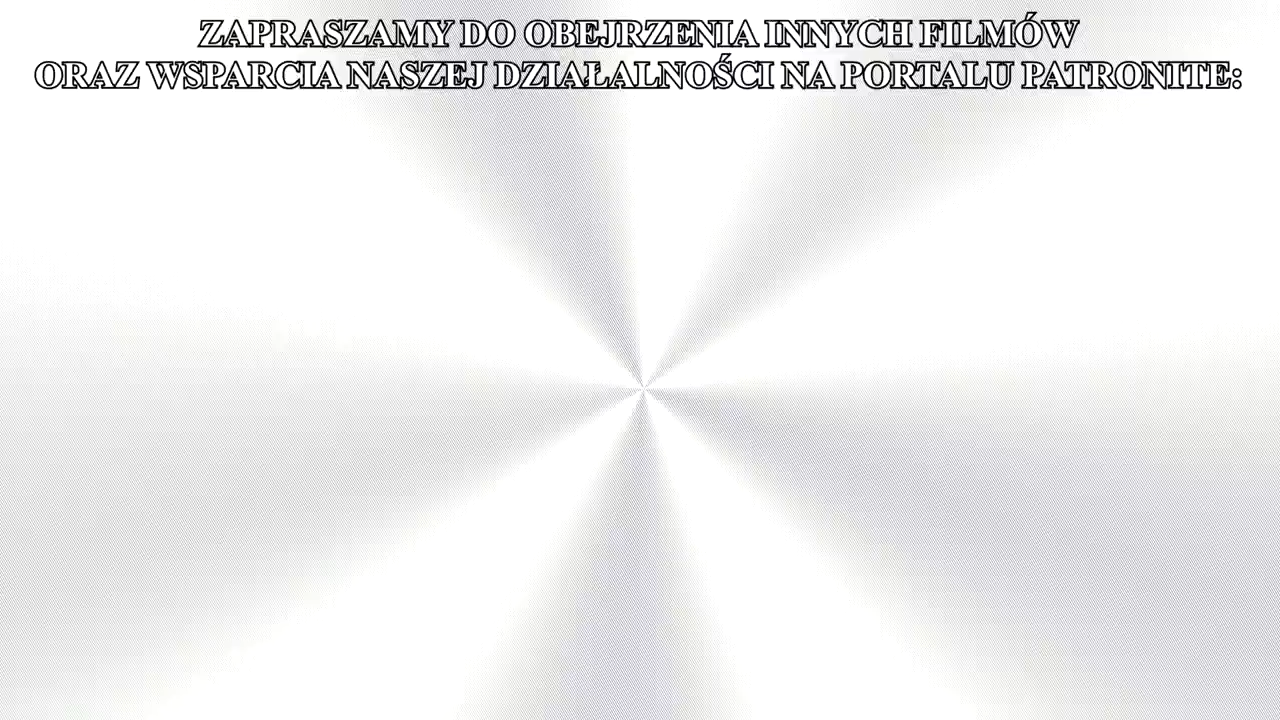 ZAPRASZAMY DO OBEJRZENIA INNYCH FILMÓW
ORAZ WSPARCIA NASZEJ DZIAŁALNOŚCI NA PORTALU PATRONITE: